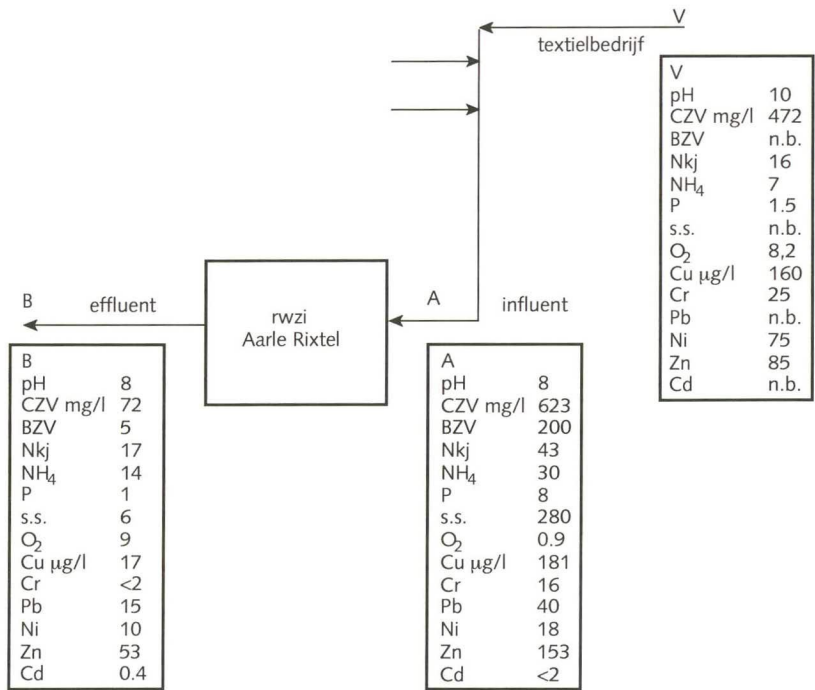 V
textielbedrijf
V
pH 10
CZV mg/l 472
BZV n.b.
Nkj 16
NH₄ 7
P 1.5
s.s. n.b.
O₂ 8,2
Cu µg/l 160
Cr 25
Pb n.b.
Ni 75
Zn 85
Cd n.b.
B effluent
rwzi
Aarle Rixtel
A influent
B
pH 8
CZV mg/l 72
BZV 5
Nkj 17
NH₄ 14
P 1
s.s. 6
O₂ 9
Cu µg/l 17
Cr <2
Pb 15
Ni 10
Zn 53
Cd 0.4
A
pH 8
CZV mg/l 623
BZV 200
Nkj 43
NH₄ 30
P 8
s.s. 280
O₂ 0.9
Cu µg/l 181
Cr 16
Pb 40
Ni 18
Zn 153
Cd <2